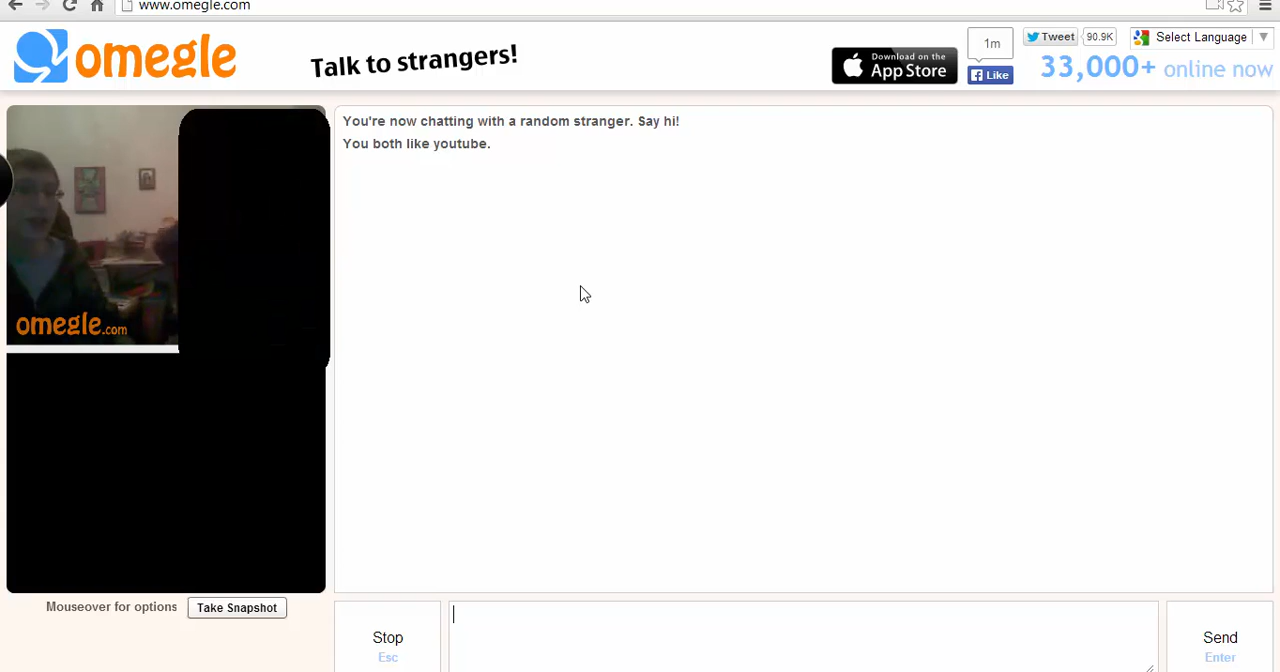 www.omegle.com
omegle
Talk to strangers!
Download on the
App Store
1m
Like
Tweet
90.9K
Select Language
33,000+ online now
You're now chatting with a random stranger. Say hi!
You both like youtube.
omegle.com
Mouseover for options
Take Snapshot
Stop
Esc
Send
Enter